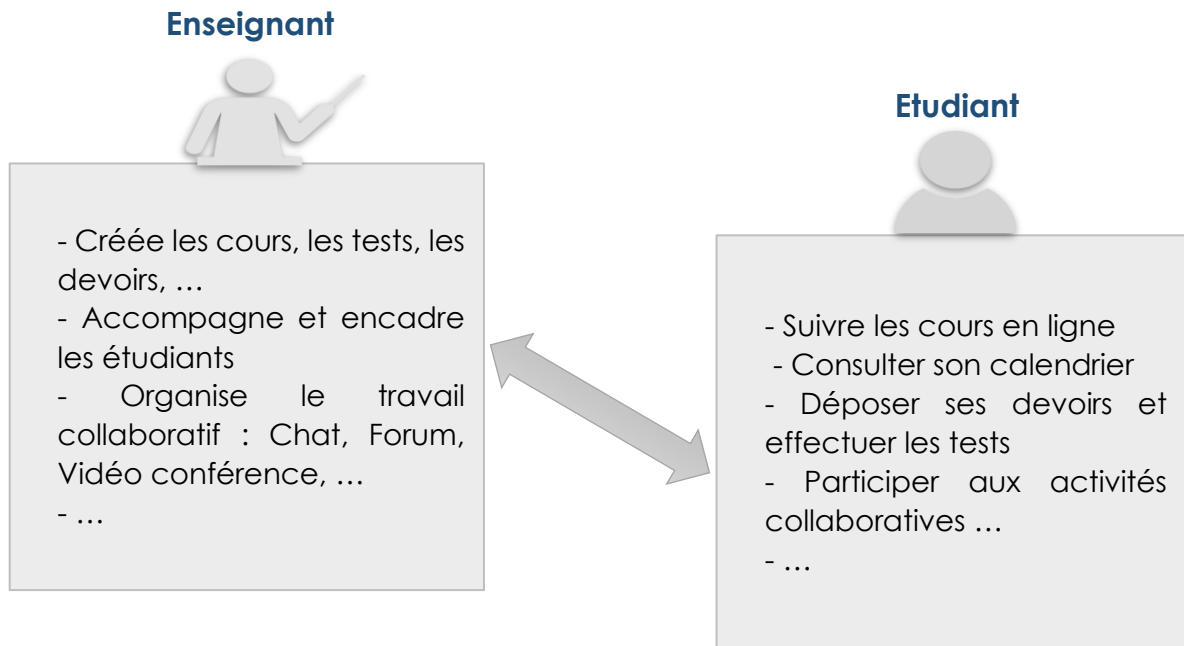 Enseignant
- Créée les cours, les tests, les
devoirs, …
- Accompagne et encadre
les étudiants
- Organise le travail
collaboratif : Chat, Forum,
Vidéo conférence, …
- …
Etudiant
- Suivre les cours en ligne
- Consulter son calendrier
- Déposer ses devoirs et
effectuer les tests
- Participer aux activités
collaboratives …
- …